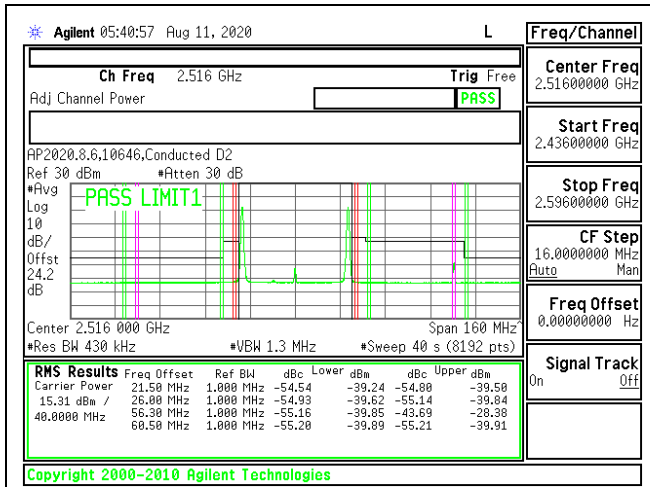 Agilent 05:40:57 Aug 11, 2020 L
Ch Freq 2.516 GHz Trig Free
Adj Channel Power PASS
AP2020.8.6,10646,Conducted D2
Ref 30 dBm #Atten 30 dB
#Avg
Log
10
dB/
Offst
24.2
dB
PASS LIMIT1
Center 2.516 000 GHz Span 160 MHz^
#Res BW 430 kHz #VBW 1.3 MHz #Sweep 40 s (8192 pts)
RMS Results Freq Offset Ref BW dBc Lower dBm dBc Upper dBm
Carrier Power 21.50 MHz 1.000 MHz -54.54 -39.24 -54.80 -39.50
15.31 dBm / 26.00 MHz 1.000 MHz -54.93 -39.62 -55.14 -39.84
40.0000 MHz 56.30 MHz 1.000 MHz -55.16 -39.85 -43.69 -28.38
60.50 MHz 1.000 MHz -55.20 -39.89 -55.21 -39.91
Copyright 2000-2010 Agilent Technologies
Freq/Channel
Center Freq
2.51600000 GHz
Start Freq
2.43600000 GHz
Stop Freq
2.59600000 GHz
CF Step
16.0000000 MHz
Auto Man
Freq Offset
0.00000000 Hz
Signal Track
On Off